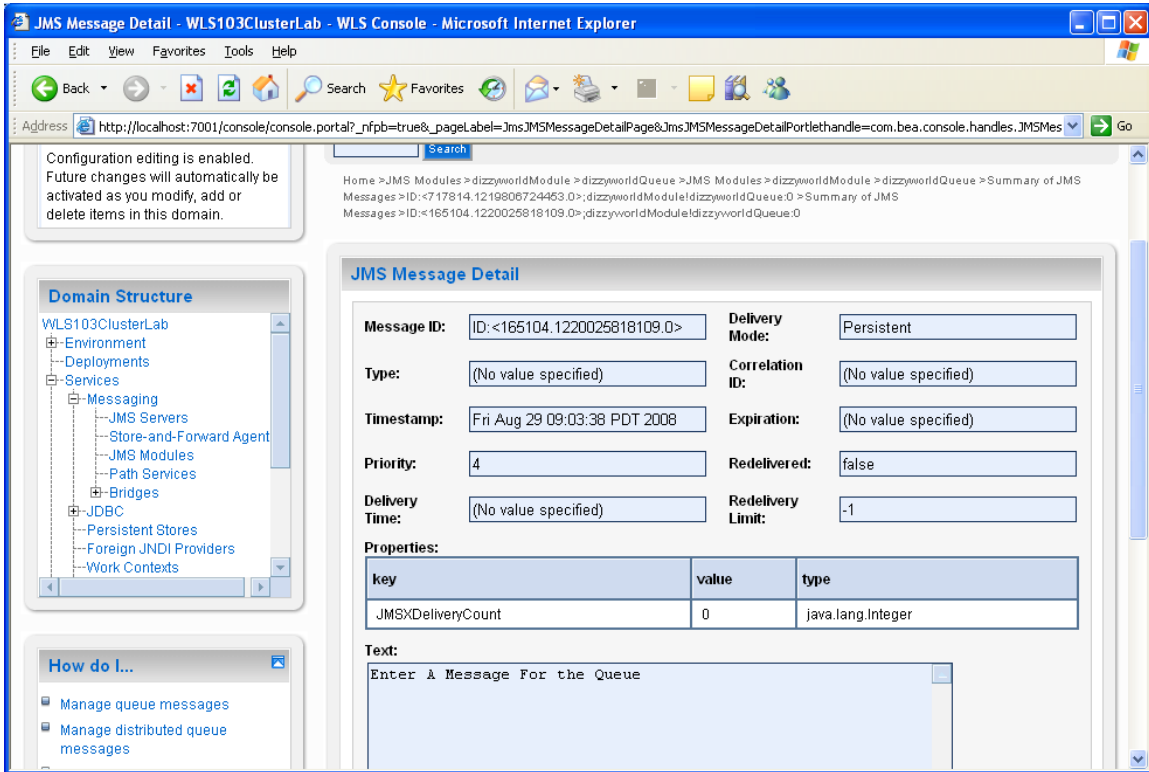 JMS Message Detail - WLS103ClusterLab - WLS Console - Microsoft Internet Explorer
File Edit View Favorites Tools Help
Back Search Favorites
Address http://localhost:7001/console/console.portal?_nfpb=true&_pageLabel=JmsJMSMessageDetailPage&JmsJMSMessageDetailPortlethandle=com.bea.console.handles.JMSMes Go
Configuration editing is enabled.
Future changes will automatically be
activated as you modify, add or
delete items in this domain.
Search
Home >JMS Modules >dizzyworldModule >dizzyworldQueue >JMS Modules >dizzyworldModule >dizzyworldQueue >Summary of JMS
Messages >ID:<717814.1219806724453.0>;dizzyworldModule!dizzyworldQueue:0 >Summary of JMS
Messages >ID:<165104.1220025818109.0>;dizzyworldModule!dizzyworldQueue:0
Domain Structure
WLS103ClusterLab
Environment
Deployments
Services
Messaging
JMS Servers
Store-and-Forward Agent
JMS Modules
Path Services
Bridges
JDBC
Persistent Stores
Foreign JNDI Providers
Work Contexts
How do I...
Manage queue messages
Manage distributed queue
messages
JMS Message Detail
Message ID: ID:<165104.1220025818109.0> Delivery Mode: Persistent
Type: (No value specified) Correlation ID: (No value specified)
Timestamp: Fri Aug 29 09:03:38 PDT 2008 Expiration: (No value specified)
Priority: 4 Redelivered: false
Delivery Time: (No value specified) Redelivery Limit: -1
Properties:
key value type
JMSXDeliveryCount 0 java.lang.Integer
Text:
Enter A Message For the Queue